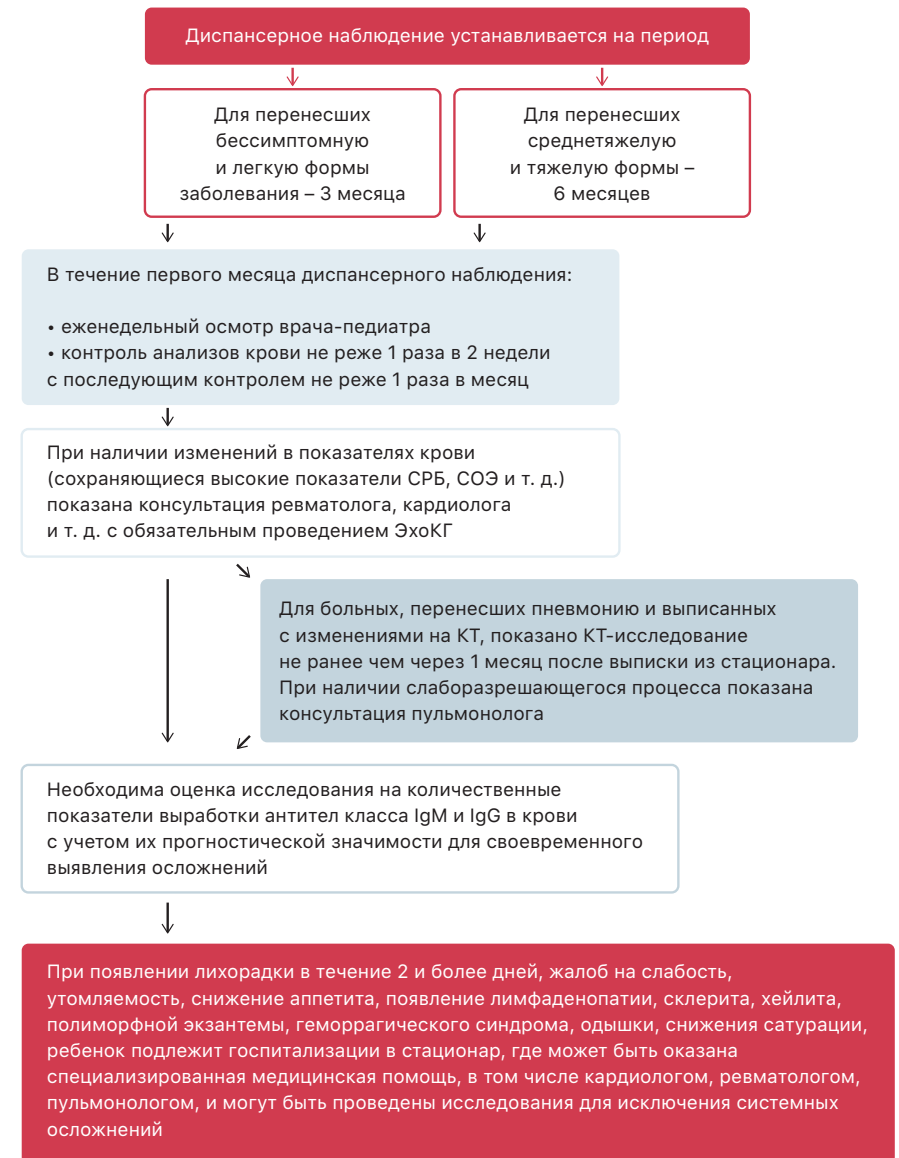 Диспансерное наблюдение устанавливается на период
Для перенесших
бессимптомную
и легкую формы
заболевания – 3 месяца
Для перенесших
среднетяжелую
и тяжелую формы –
6 месяцев
В течение первого месяца диспансерного наблюдения:
• еженедельный осмотр врача-педиатра
• контроль анализов крови не реже 1 раза в 2 недели
с последующим контролем не реже 1 раза в месяц
При наличии изменений в показателях крови
(сохраняющиеся высокие показатели СРБ, СОЭ и т. д.)
показана консультация ревматолога, кардиолога
и т. д. с обязательным проведением ЭхоКГ
Для больных, перенесших пневмонию и выписанных
с изменениями на КТ, показано КТ-исследование
не ранее чем через 1 месяц после выписки из стационара.
При наличии слаборазрешающегося процесса показана
консультация пульмонолога
Необходима оценка исследования на количественные
показатели выработки антител класса IgM и IgG в крови
с учетом их прогностической значимости для своевременного
выявления осложнений
При появлении лихорадки в течение 2 и более дней, жалоб на слабость,
утомляемость, снижение аппетита, появление лимфаденопатии, склерита, хейлита,
полиморфной экзантемы, геморрагического синдрома, одышки, снижения сатурации,
ребенок подлежит госпитализации в стационар, где может быть оказана
специализированная медицинская помощь, в том числе кардиологом, ревматологом,
пульмонологом, и могут быть проведены исследования для исключения системных
осложнений